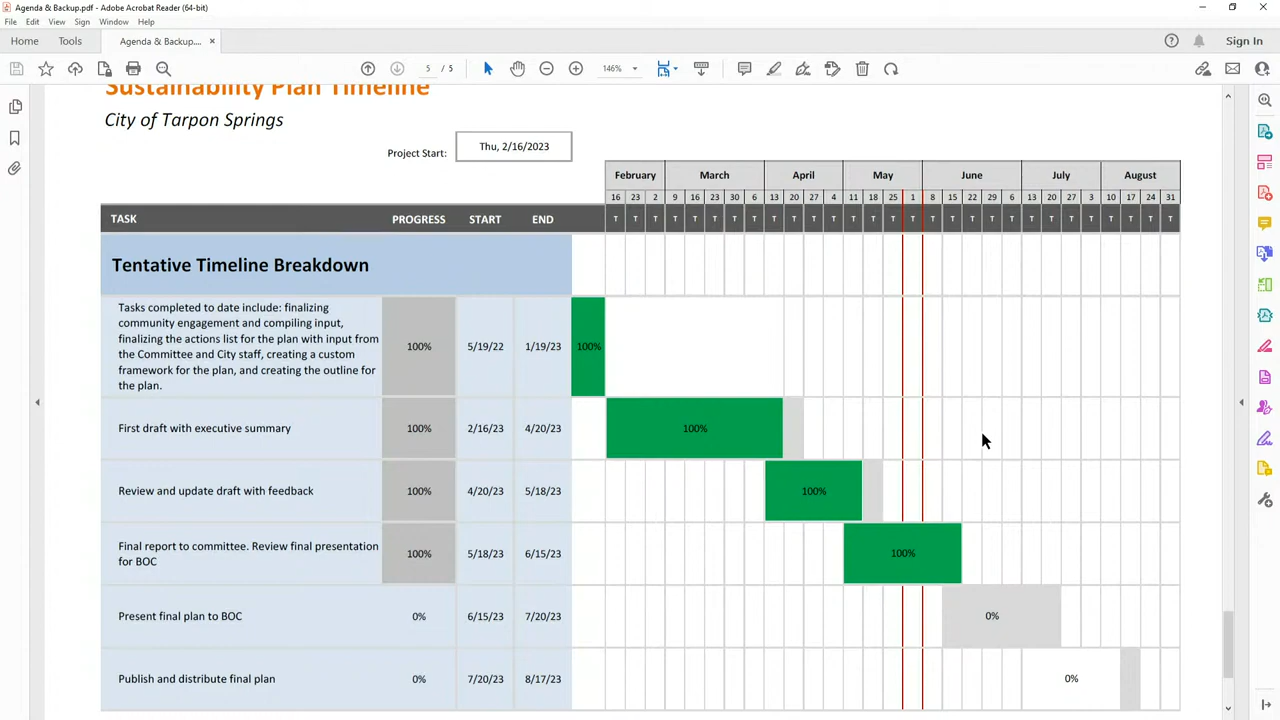 Agenda & Backup.pdf - Adobe Acrobat Reader (64-bit)
File Edit View Sign Window Help
Home Tools Agenda & Backup.... × Sign In
5 / 5 146%
Sustainability Plan Timeline
City of Tarpon Springs
Project Start: Thu, 2/16/2023
February March April May June July August
16 23 2 9 16 23 30 6 13 20 27 4 11 18 25 1 8 15 22 29 6 13 20 27 3 10 17 24 31
TASK PROGRESS START END T T T T T T T T T T T T T T T T T T T T T T T T T T T T T
Tentative Timeline Breakdown
Tasks completed to date include: finalizing
community engagement and compiling input,
finalizing the actions list for the plan with input from
the Committee and City staff, creating a custom
framework for the plan, and creating the outline for
the plan.
100% 5/19/22 1/19/23 100%
First draft with executive summary 100% 2/16/23 4/20/23 100%
Review and update draft with feedback 100% 4/20/23 5/18/23 100%
Final report to committee. Review final presentation
for BOC
100% 5/18/23 6/15/23 100%
Present final plan to BOC 0% 6/15/23 7/20/23 0%
Publish and distribute final plan 0% 7/20/23 8/17/23 0%